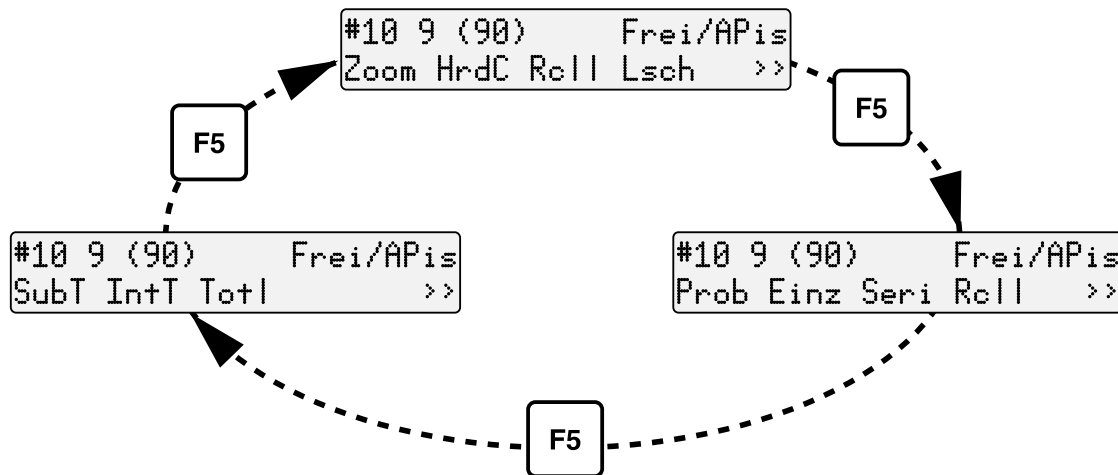 #10 9 (90) Frei/APis
Zoom HrdC Rcll Lsch >>
F5
F5
#10 9 (90) Frei/APis
SubT IntT Totl >>
#10 9 (90) Frei/APis
Prob Einz Seri Rcll >>
F5